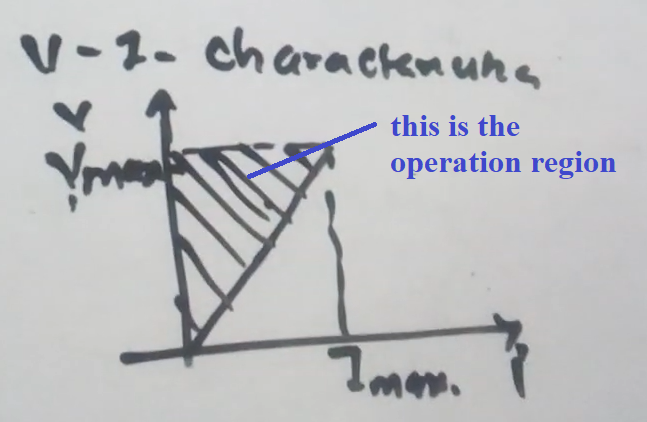 V-I- characteristics
V
Vmax
this is the
operation region
Imax.
i